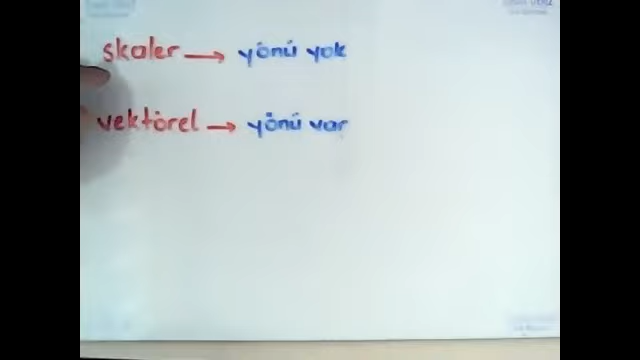 skaler → yönü yok
vektörel → yönü var